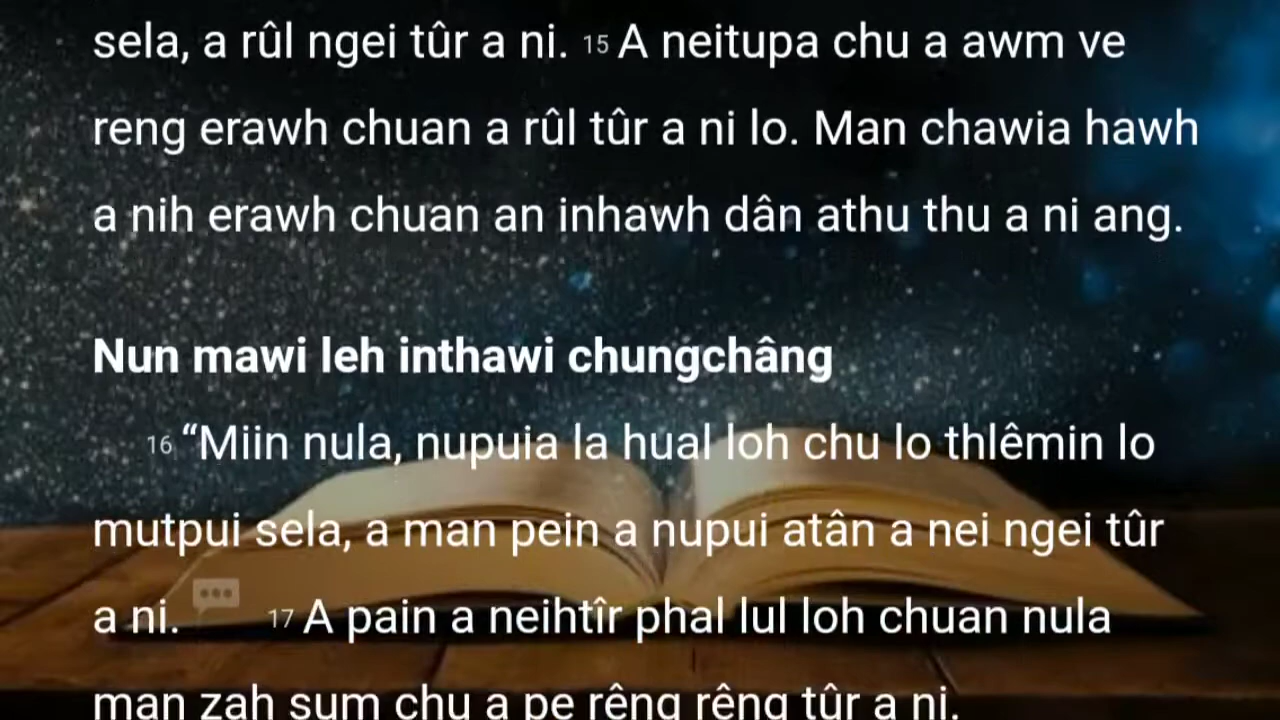 sela, a rûl ngei tûr a ni. 15 A neitupa chu a awm ve
reng erawh chuan a rûl tûr a ni lo. Man chawia hawh
a nih erawh chuan an inhawh dân athu thu a ni ang.
Nun mawi leh inthawi chungchâng
16 “Miin nula, nupuia la hual loh chu lo thlêmin lo
mutpui sela, a man pein a nupui atân a nei ngei tûr
a ni. 17 A pain a neihtîr phal lul loh chuan nula
man zah sum chu a pe rêng rêng tûr a ni.